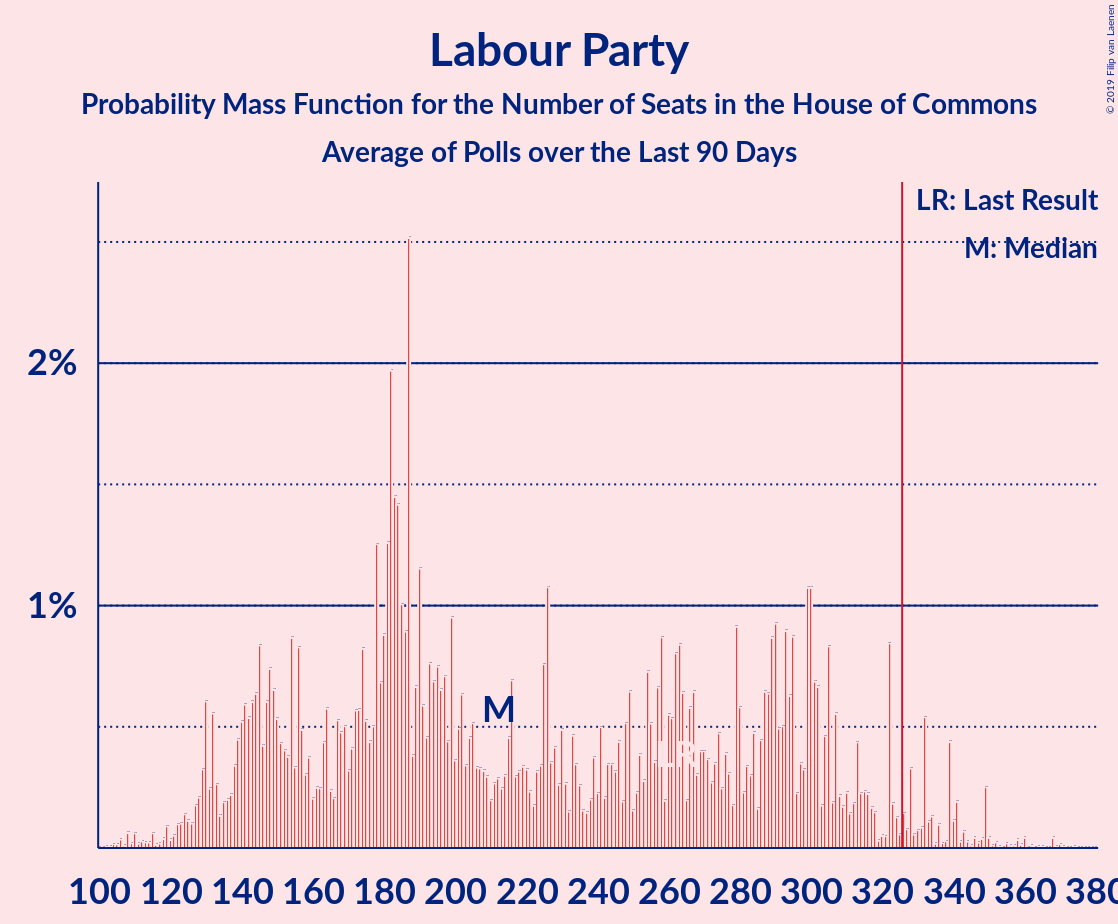 Labour Party
Probability Mass Function for the Number of Seats in the House of Commons
Average of Polls over the Last 90 Days
© 2019 Filip van Laenen
LR: Last Result
M: Median
2%
1%
M
LR
100 120 140 160 180 200 220 240 260 280 300 320 340 360 380